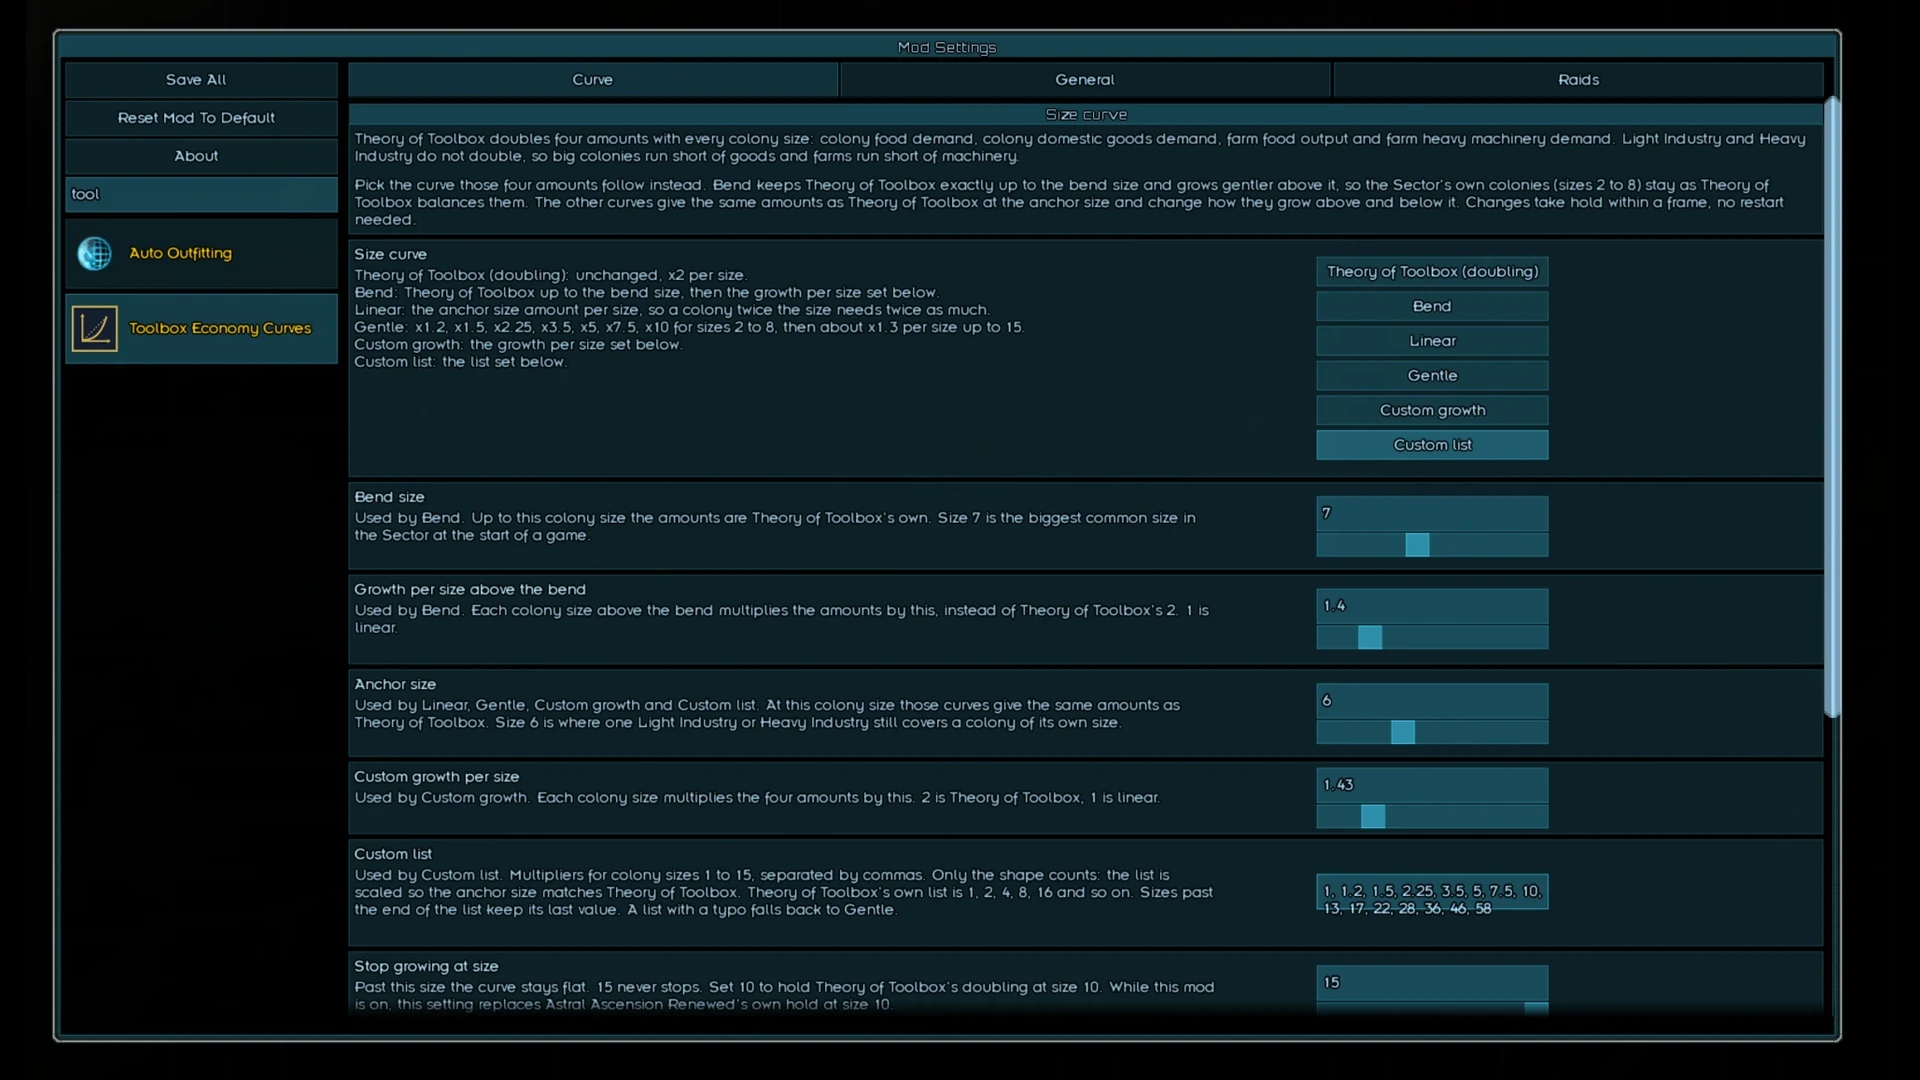 Mod Settings
Save All
Reset Mod To Default
About
tool
Auto Outfitting
Toolbox Economy Curves
Curve
General
Raids
Size curve
Theory of Toolbox doubles four amounts with every colony size: colony food demand, colony domestic goods demand, farm food output and farm heavy machinery demand. Light Industry and Heavy
Industry do not double, so big colonies run short of goods and farms run short of machinery.
Pick the curve those four amounts follow instead. Bend keeps Theory of Toolbox exactly up to the bend size and grows gentler above it, so the Sector's own colonies (sizes 2 to 8) stay as Theory of
Toolbox balances them. The other curves give the same amounts as Theory of Toolbox at the anchor size and change how they grow above and below it. Changes take hold within a frame, no restart
needed.
Size curve
Theory of Toolbox (doubling): unchanged, x2 per size.
Bend: Theory of Toolbox up to the bend size, then the growth per size set below.
Linear: the anchor size amount per size, so a colony twice the size needs twice as much.
Gentle: x1.2, x1.5, x2.25, x3.5, x5, x7.5, x10 for sizes 2 to 8, then about x1.3 per size up to 15.
Custom growth: the growth per size set below.
Custom list: the list set below.
Theory of Toolbox (doubling)
Bend
Linear
Gentle
Custom growth
Custom list
Bend size
Used by Bend. Up to this colony size the amounts are Theory of Toolbox's own. Size 7 is the biggest common size in
the Sector at the start of a game.
7
Growth per size above the bend
Used by Bend. Each colony size above the bend multiplies the amounts by this, instead of Theory of Toolbox's 2. 1 is
linear.
1.4
Anchor size
Used by Linear, Gentle, Custom growth and Custom list. At this colony size those curves give the same amounts as
Theory of Toolbox. Size 6 is where one Light Industry or Heavy Industry still covers a colony of its own size.
6
Custom growth per size
Used by Custom growth. Each colony size multiplies the four amounts by this. 2 is Theory of Toolbox, 1 is linear.
1.43
Custom list
Used by Custom list. Multipliers for colony sizes 1 to 15, separated by commas. Only the shape counts: the list is
scaled so the anchor size matches Theory of Toolbox. Theory of Toolbox's own list is 1, 2, 4, 8, 16 and so on. Sizes past
the end of the list keep its last value. A list with a typo falls back to Gentle.
1, 1.2, 1.5, 2.25, 3.5, 5, 7.5, 10,
13, 17, 22, 28, 36, 46, 58
Stop growing at size
Past this size the curve stays flat. 15 never stops. Set 10 to hold Theory of Toolbox's doubling at size 10. While this mod
is on, this setting replaces Astral Ascension Renewed's own hold at size 10.
15